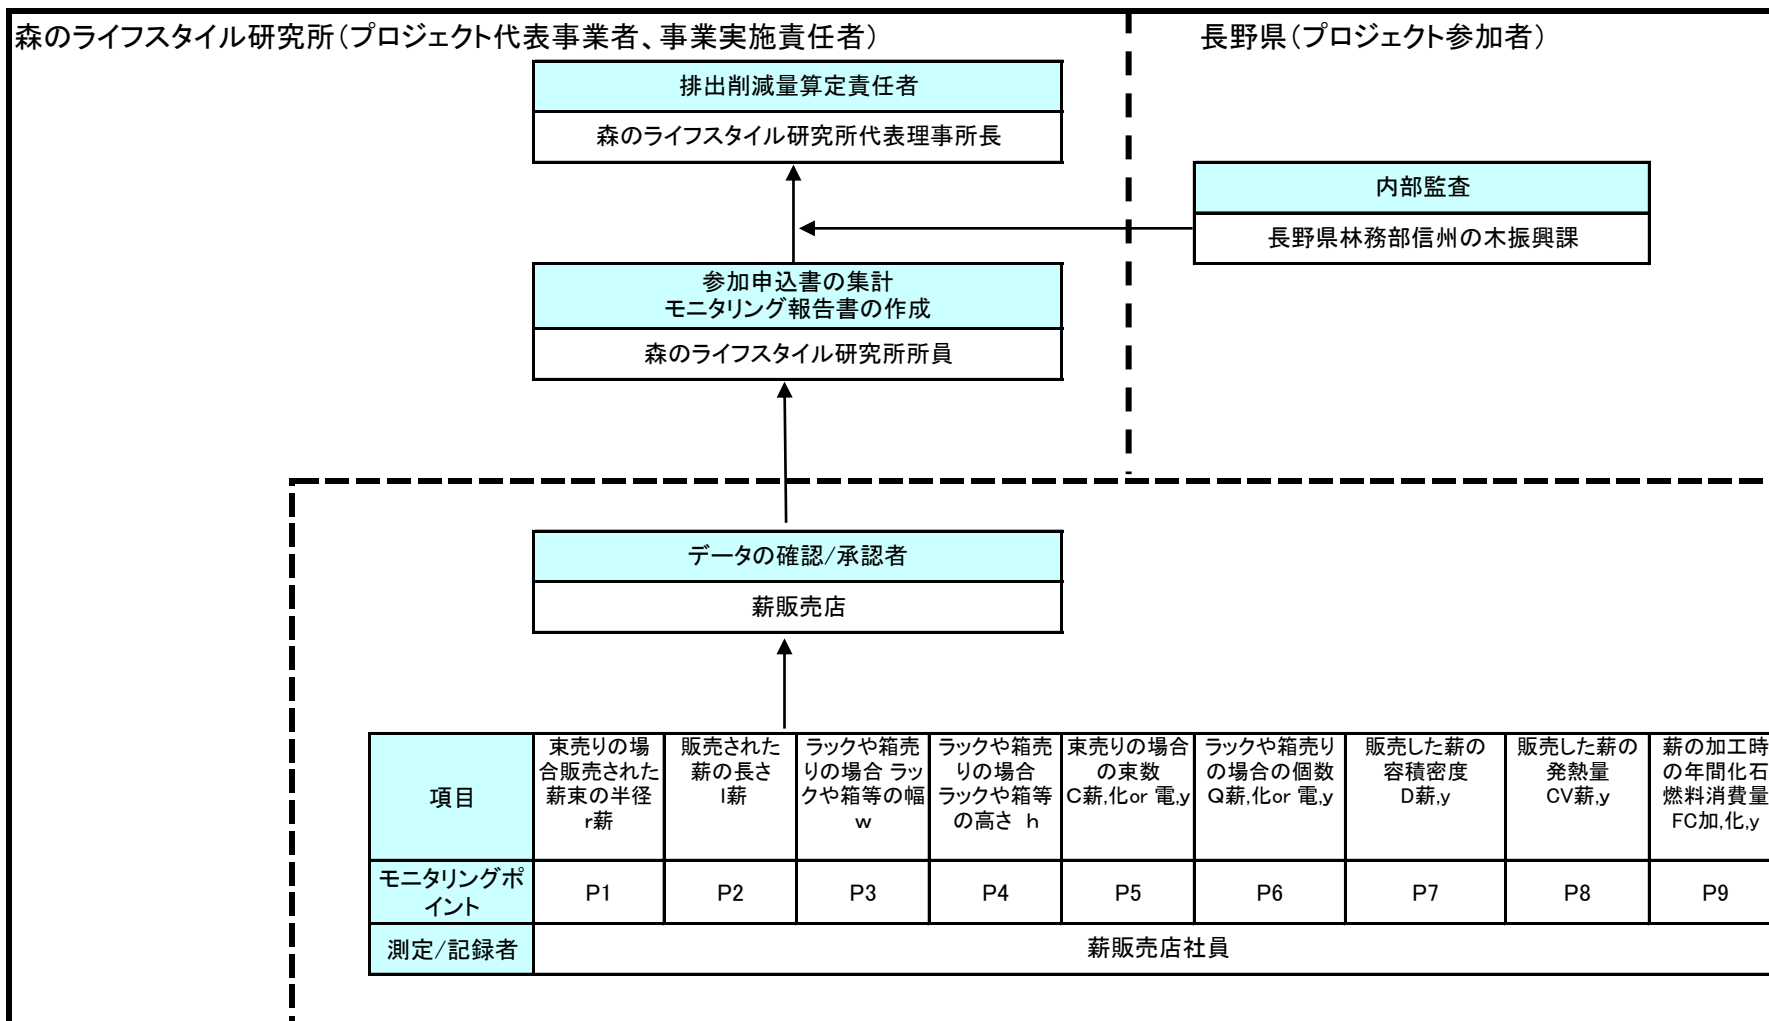 森のライフスタイル研究所（プロジェクト代表事業者、事業実施責任者）
長野県（プロジェクト参加者）
排出削減量算定責任者
森のライフスタイル研究所代表理事所長
内部監査
長野県林務部信州の木振興課
参加申込書の集計
モニタリング報告書の作成
森のライフスタイル研究所所員
データの確認/承認者
薪販売店
項目
束売りの場
合販売された
薪束の半径
r薪
販売された
薪の長さ
l薪
ラックや箱売
りの場合 ラッ
クや箱等の幅
w
ラックや箱売
りの場合
ラックや箱等
の高さ h
束売りの場合
の束数
C薪,化or 電,y
ラックや箱売り
の場合の個数
Q薪,化or 電,y
販売した薪の
容積密度
D薪,y
販売した薪の
発熱量
CV薪,y
薪の加工時
の年間化石
燃料消費量
FC加,化,y
モニタリングポ
イント
P1
P2
P3
P4
P5
P6
P7
P8
P9
測定/記録者
薪販売店社員